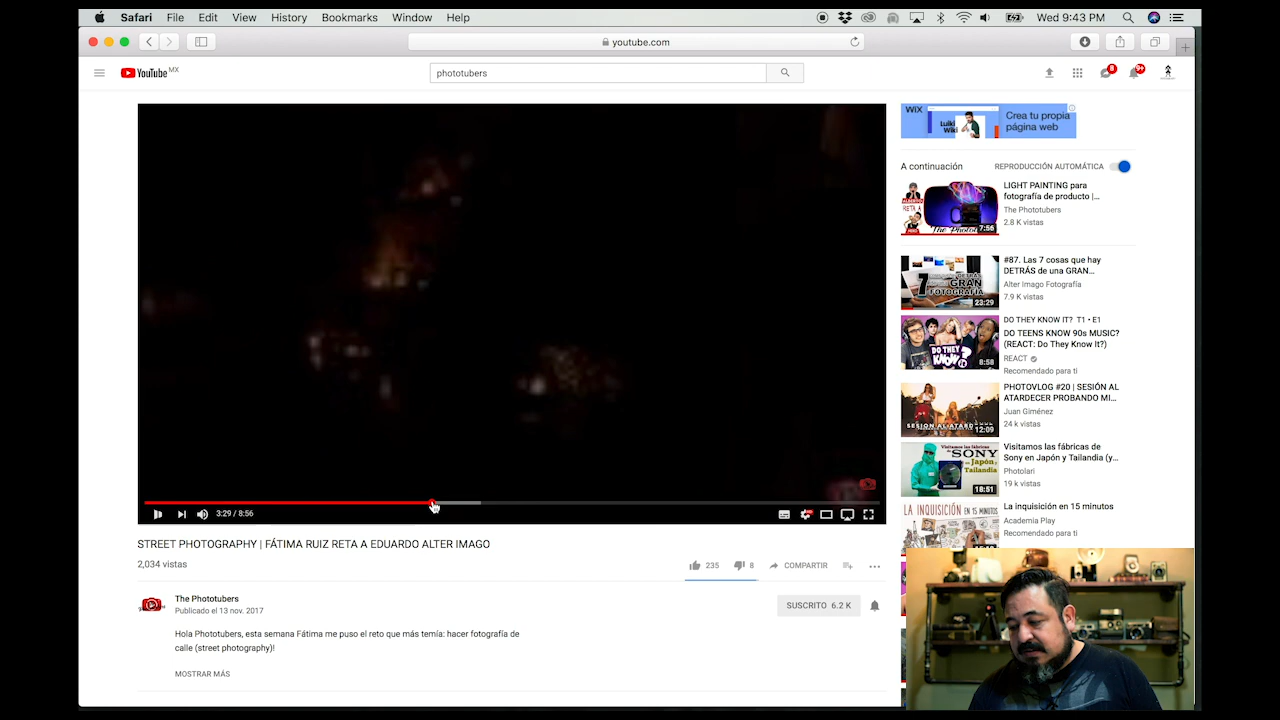 Safari File Edit View History Bookmarks Window Help Wed 9:43 PM
youtube.com
YouTube MX
phototubers
8
9+
WiX
Crea tu propia
página web
A continuación
REPRODUCCIÓN AUTOMÁTICA
LIGHT PAINTING para
fotografía de producto |...
The Phototubers
2.8 K vistas
7:56
#87. Las 7 cosas que hay
DETRÁS de una GRAN...
Alter Imago Fotografía
7.9 K vistas
23:29
DO THEY KNOW IT? T1 • E1
DO TEENS KNOW 90s MUSIC?
(REACT: Do They Know It?)
REACT
Recomendado para ti
DO THEY
KNOW?
8:58
PHOTOVLOG #20 | SESIÓN AL
ATARDECER PROBANDO MI...
Juan Giménez
24 k vistas
12:09
Visitamos las fábricas de
Sony en Japón y Tailandia (y...
Photolari
19 k vistas
SONY
18:51
La inquisición en 15 minutos
Academia Play
Recomendado para ti
LA INQUISICIÓN
3:29 / 8:56
STREET PHOTOGRAPHY | FÁTIMA RUIZ RETA A EDUARDO ALTER IMAGO
2,034 vistas
235
8
COMPARTIR
The Phototubers
Publicado el 13 nov. 2017
SUSCRITO 6.2 K
Hola Phototubers, esta semana Fátima me puso el reto que más temía: hacer fotografía de
calle (street photography)!
MOSTRAR MÁS